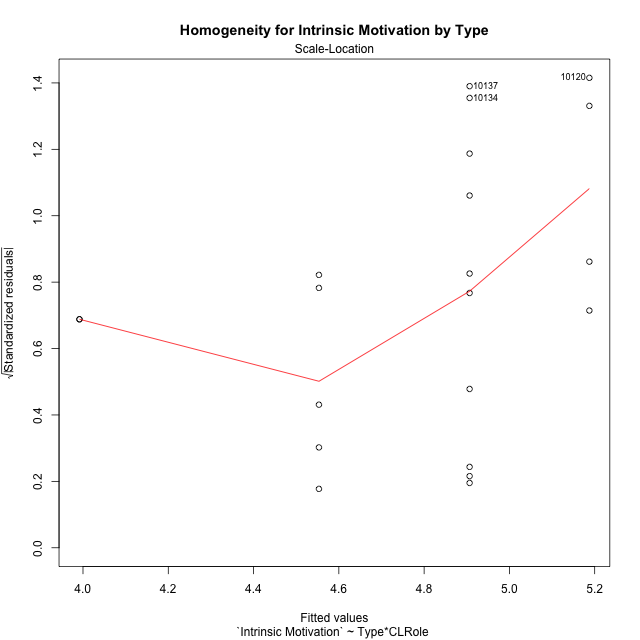 Homogeneity for Intrinsic Motivation by Type
Scale-Location
1.4
1.2
1.0
0.8
0.6
0.4
0.2
0.0
√|Standardized residuals|
10137
10134
10120
4.0 4.2 4.4 4.6 4.8 5.0 5.2
Fitted values
`Intrinsic Motivation` ~ Type*CLRole